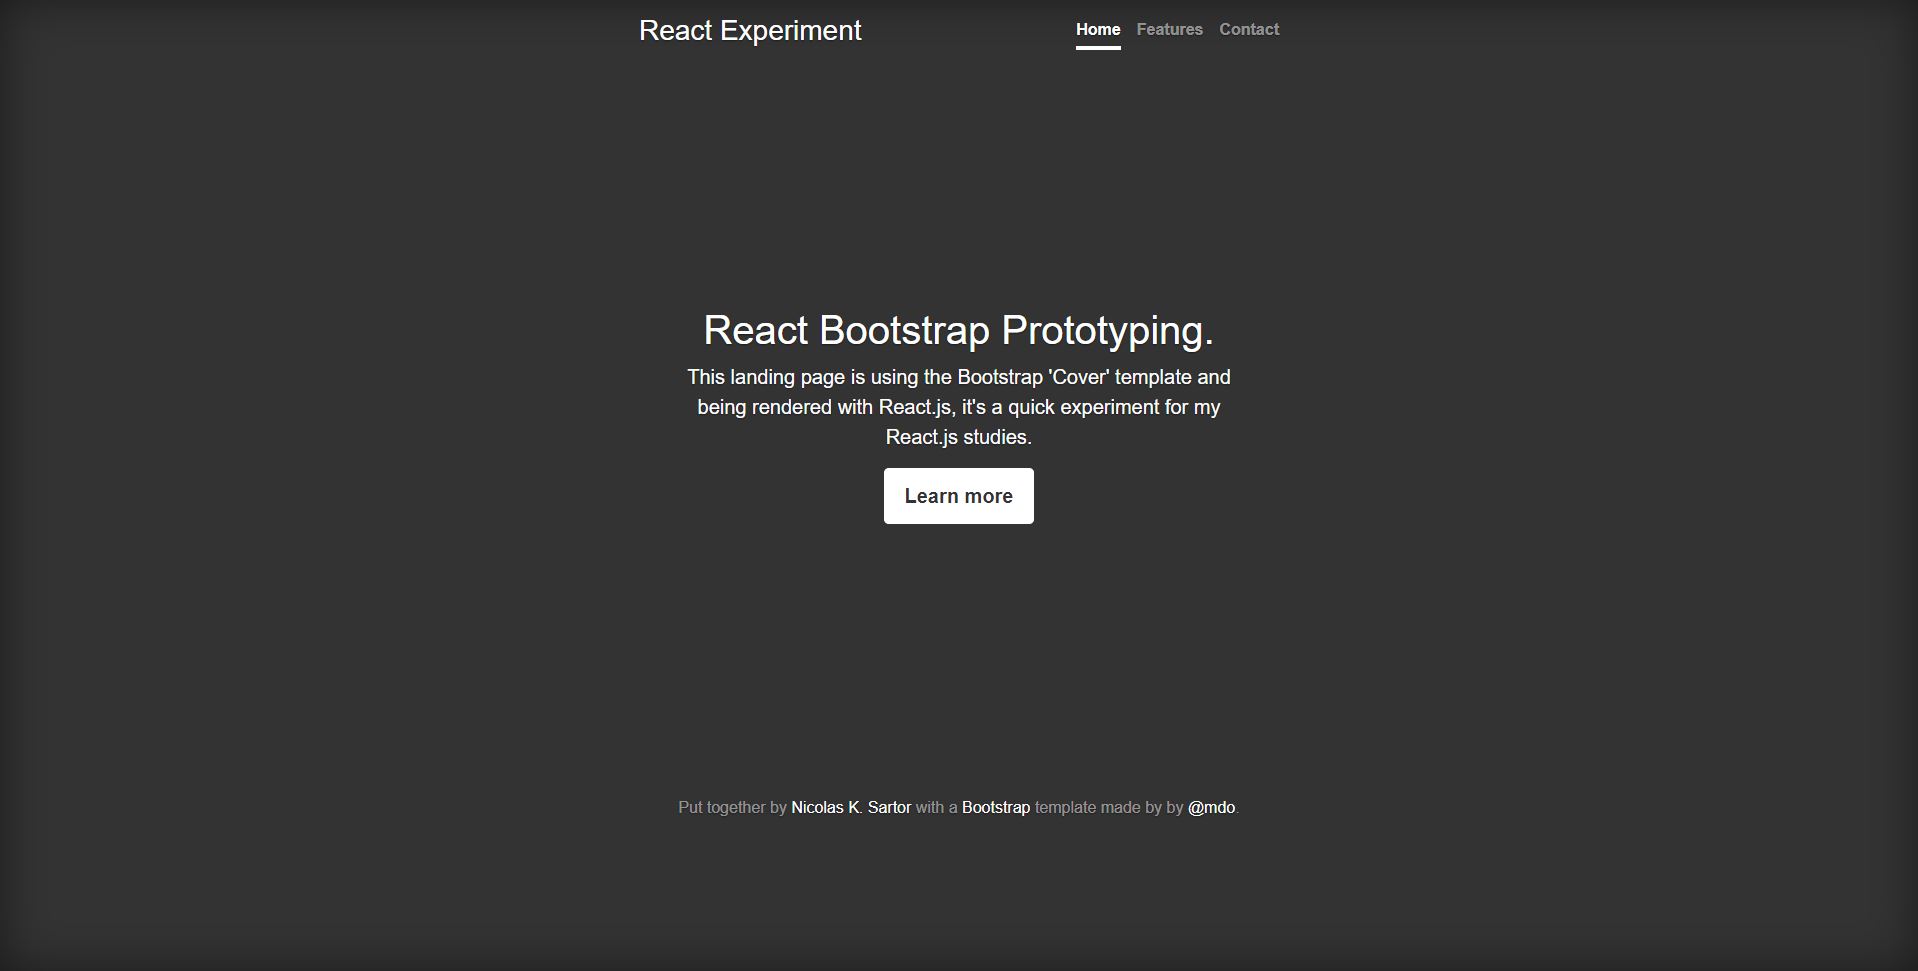 React Experiment
Home Features Contact
React Bootstrap Prototyping.
This landing page is using the Bootstrap 'Cover' template and
being rendered with React.js, it's a quick experiment for my
React.js studies.
Learn more
Put together by Nicolas K. Sartor with a Bootstrap template made by by @mdo.